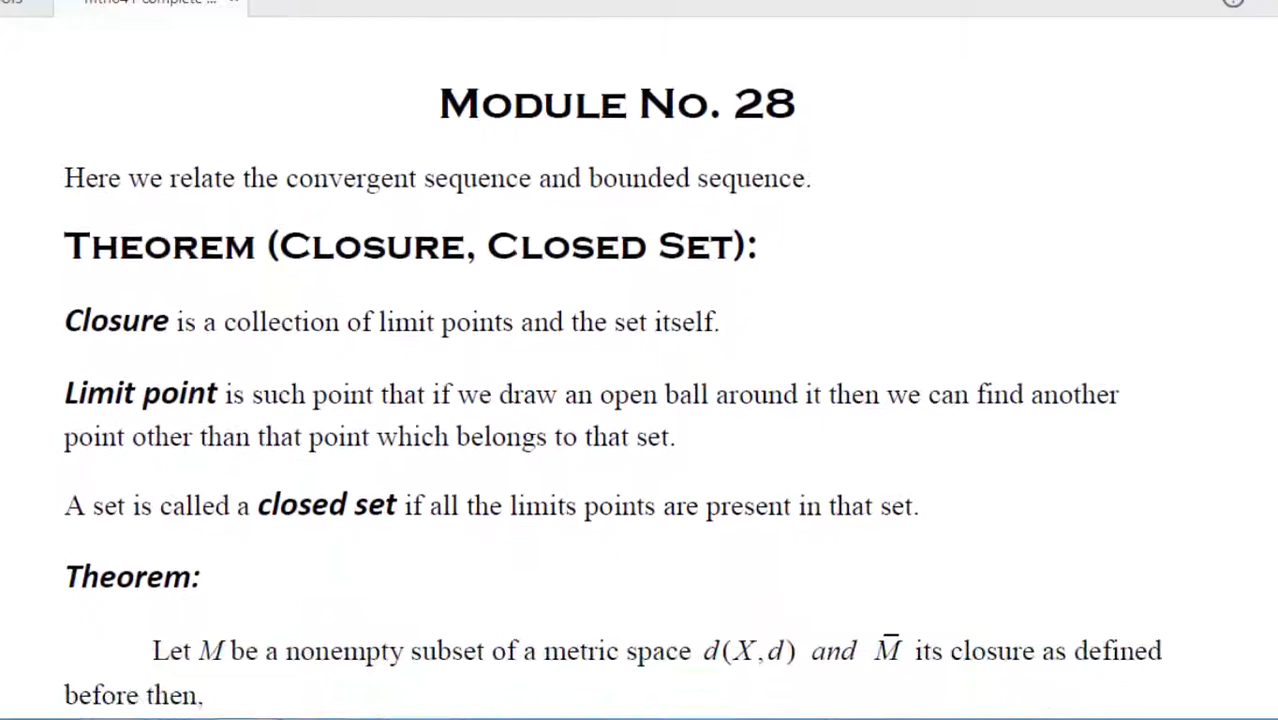 Module No. 28
Here we relate the convergent sequence and bounded sequence.
Theorem (Closure, Closed Set):
Closure is a collection of limit points and the set itself.
Limit point is such point that if we draw an open ball around it then we can find another
point other than that point which belongs to that set.
A set is called a closed set if all the limits points are present in that set.
Theorem:
Let M be a nonempty subset of a metric space d(X,d) and M̄ its closure as defined
before then,